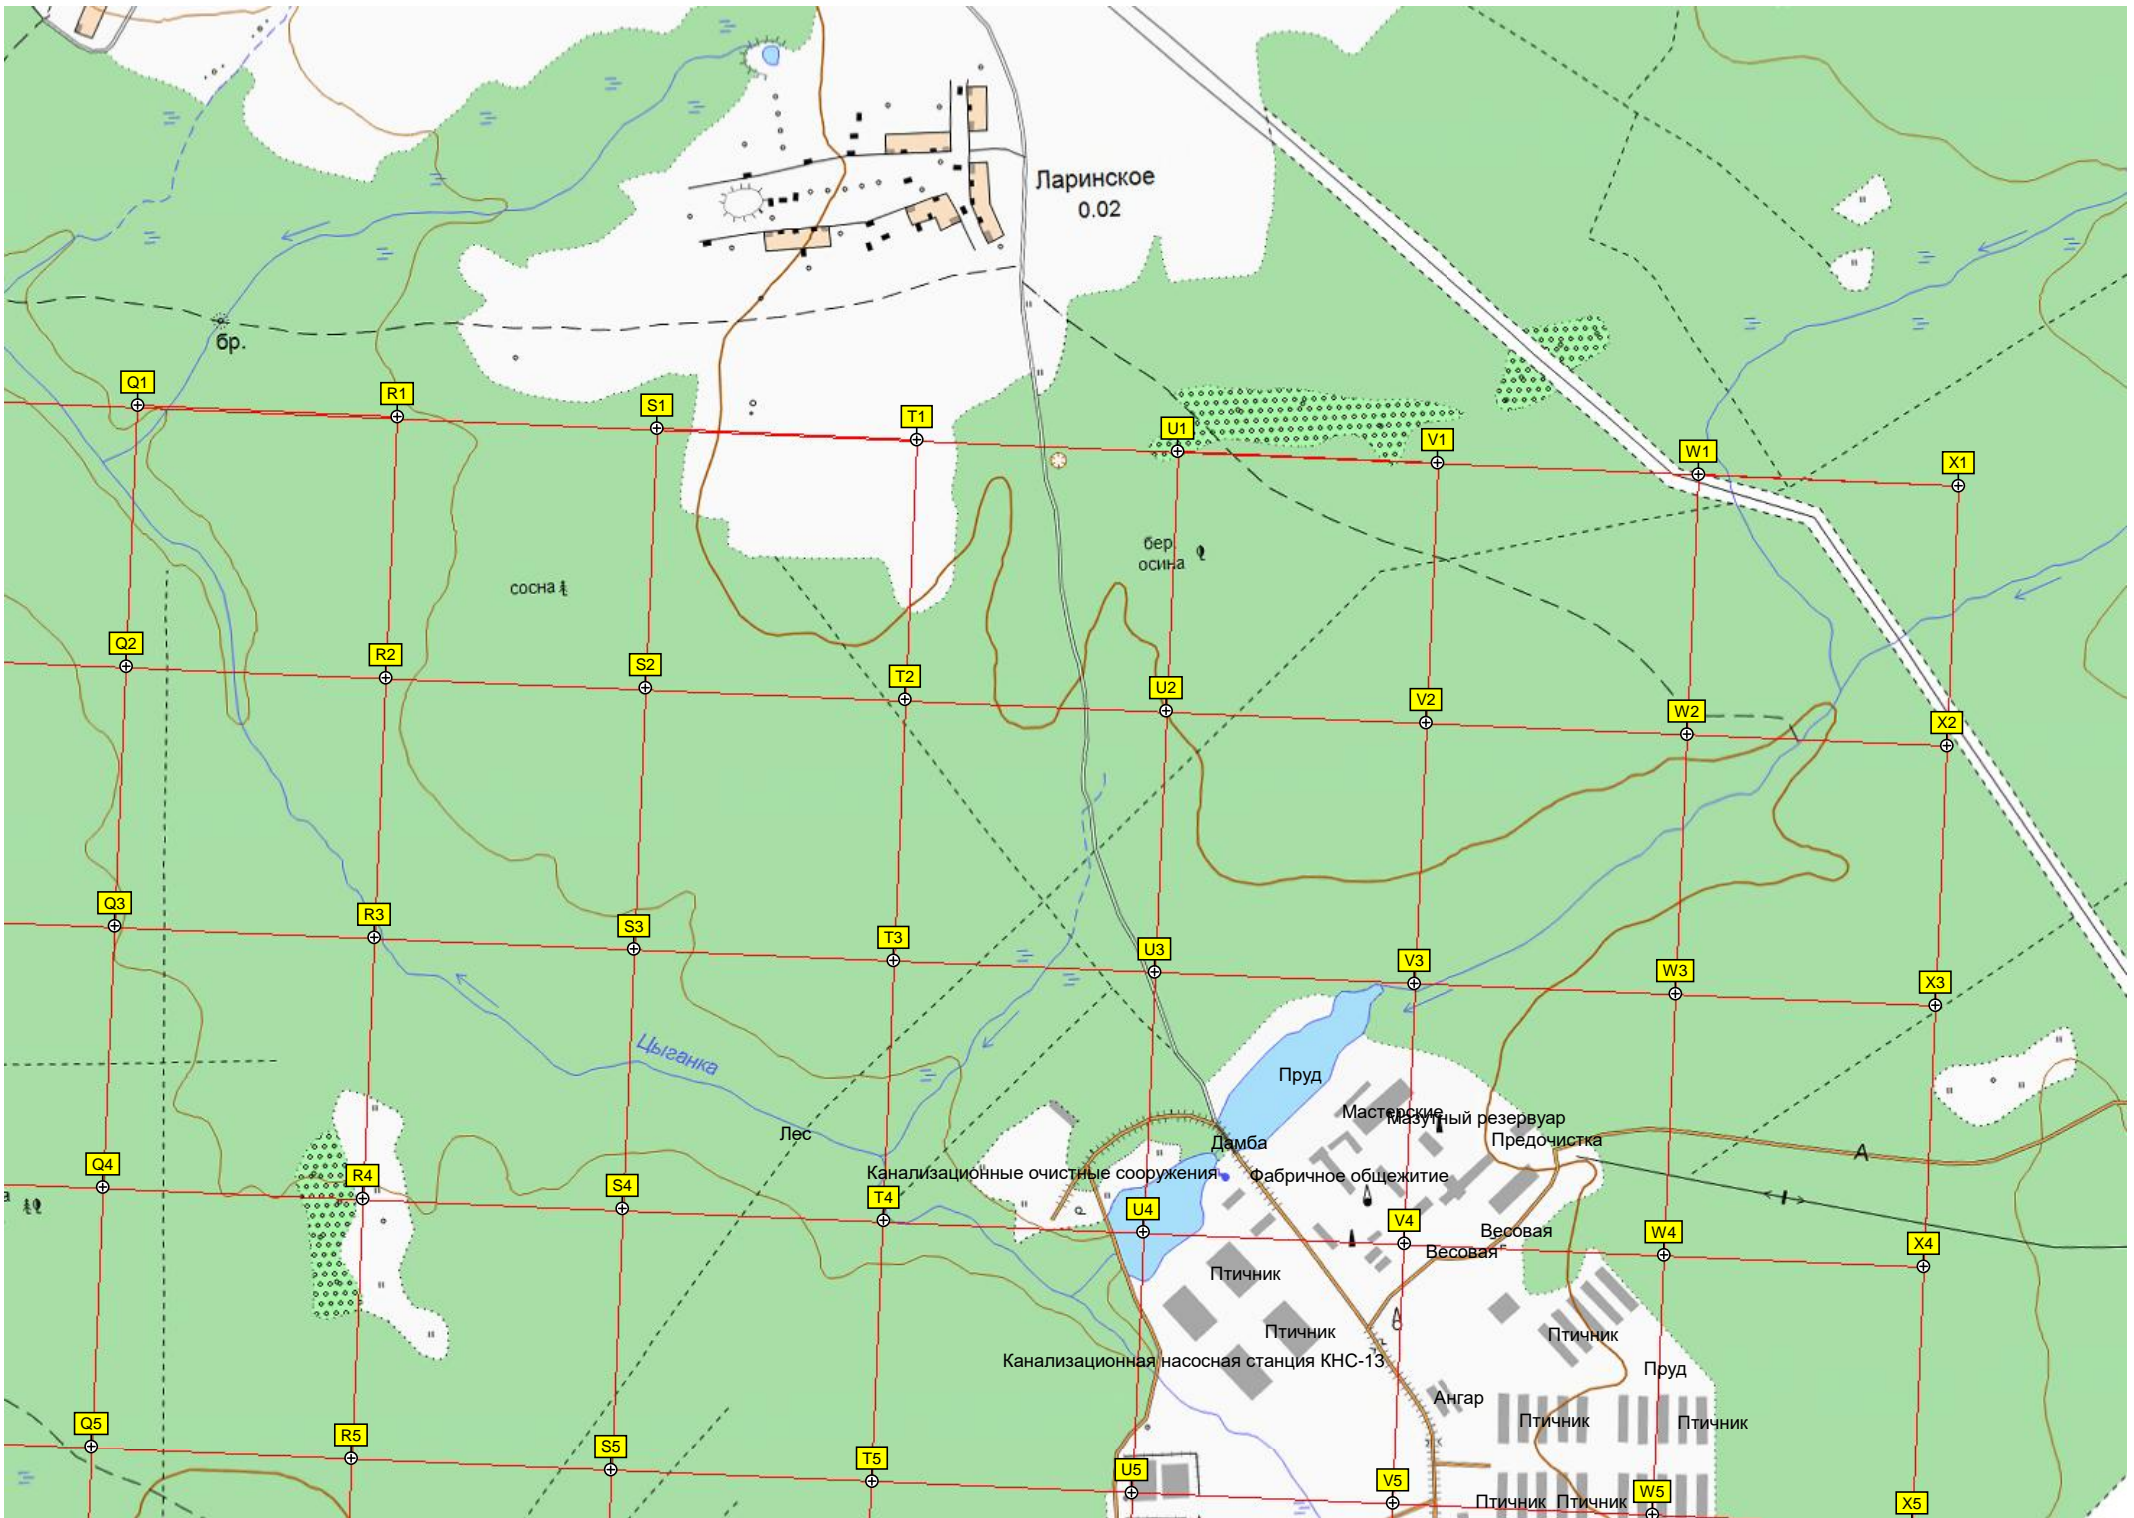 Ларинское
0.02
бр.
Q1
R1
S1
T1
U1
V1
W1
X1
бер.
осина
сосна
Q2
R2
S2
T2
U2
V2
W2
X2
Q3
R3
S3
T3
U3
V3
W3
X3
Цыганка
Пруд
Мастерские
Мазутный резервуар
Лес
Дамба
Предочистка
А
Канализационные очистные сооружения
Фабричное общежитие
Q4
R4
S4
T4
U4
V4
W4
X4
а
Р
Весовая
Весовая
Птичник
Птичник
Птичник
Канализационная насосная станция КНС-13
Пруд
Ангар
Птичник
Птичник
Q5
R5
S5
T5
U5
V5
W5
X5
Птичник
Птичник